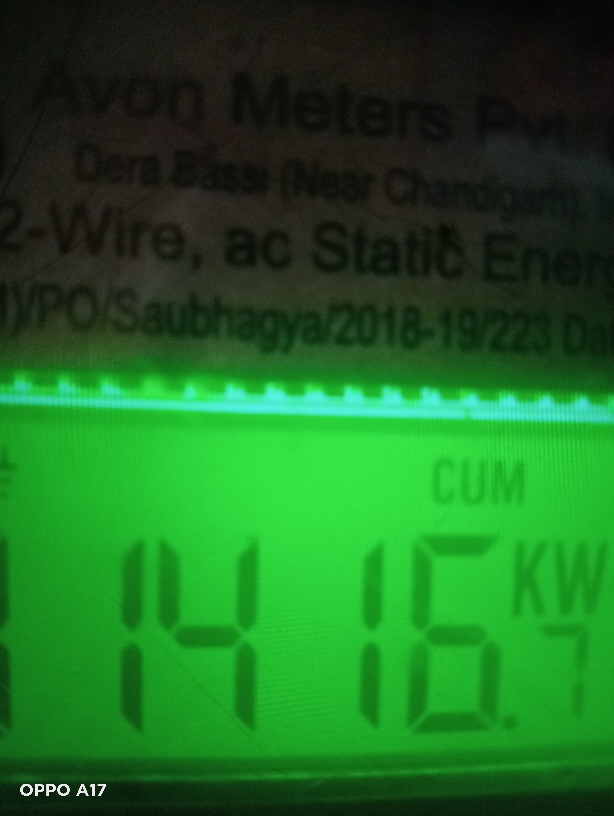 Avon Meters Pvt.
Dera Bassi (Near Chandigarh),
2-Wire, ac Static Ener
)/PO/Saubhagya/2018-19/223 Da
CUM
1416.7 KW
OPPO A17